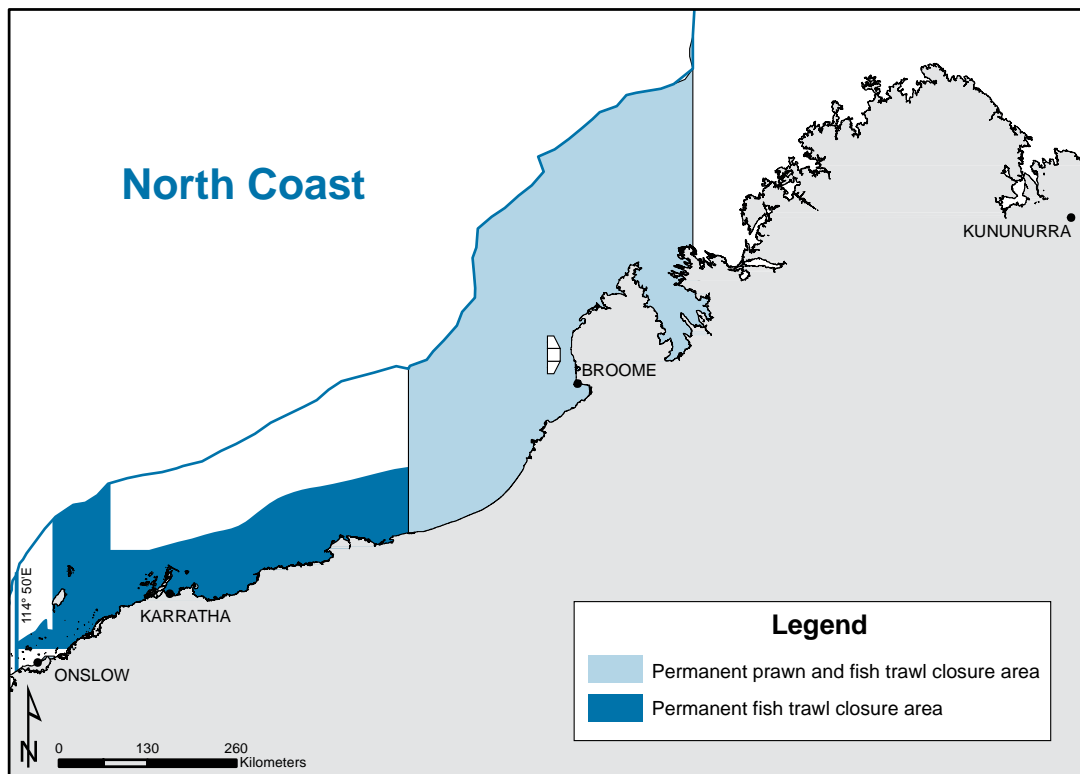 North Coast
KUNUNURRA
BROOME
114° 50'E
KARRATHA
ONSLOW
Legend
Permanent prawn and fish trawl closure area
Permanent fish trawl closure area
N
0 130 260
Kilometers